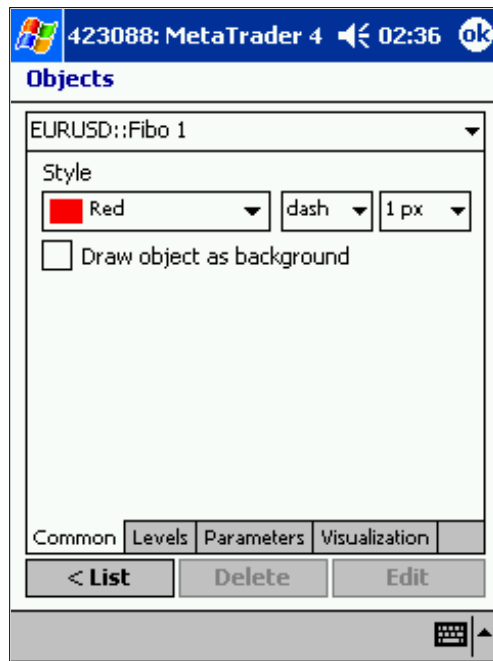 423088: MetaTrader 4 02:36 ok
Objects
EURUSD::Fibo 1
Style
Red dash 1 px
Draw object as background
Common Levels Parameters Visualization
< List Delete Edit